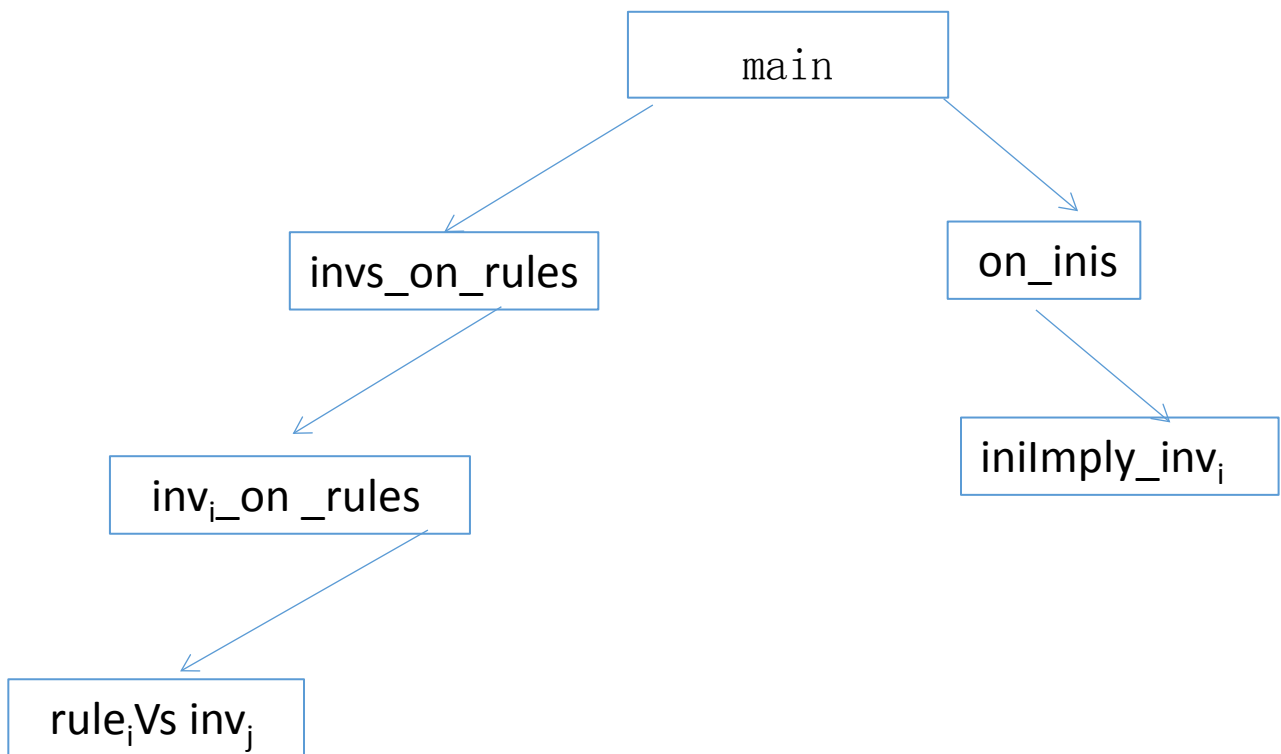 main
invs_on_rules
on_inis
invᵢ_on _rules
iniImply_invᵢ
ruleᵢVs invⱼ